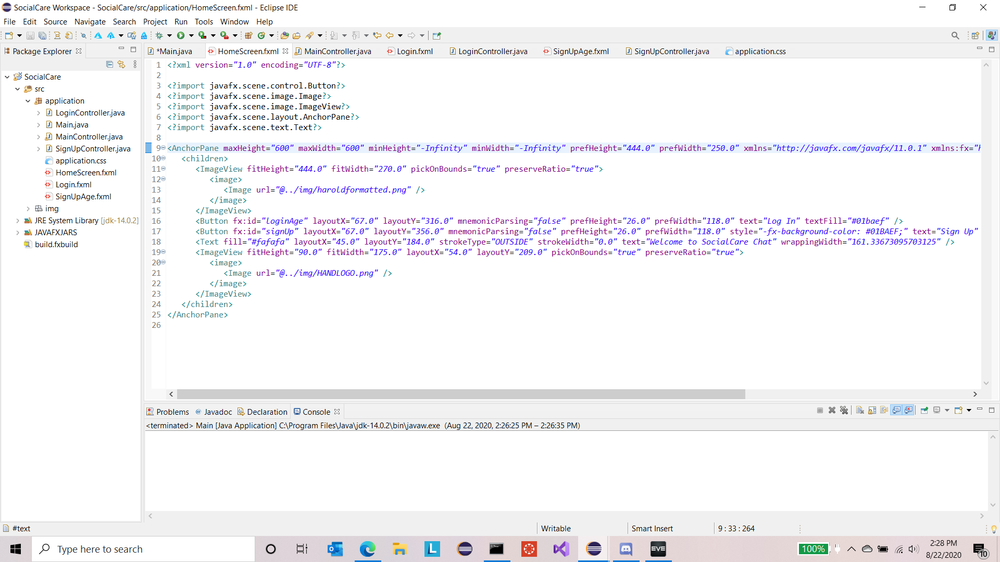 SocialCare Workspace - SocialCare/src/application/HomeScreen.fxml - Eclipse IDE
File Edit Source Navigate Search Project Run Tools Window Help
Package Explorer
*Main.java HomeScreen.fxml MainController.java Login.fxml LoginController.java SignUpAge.fxml SignUpController.java application.css
SocialCare
src
application
LoginController.java
Main.java
MainController.java
SignUpController.java
application.css
HomeScreen.fxml
Login.fxml
SignUpAge.fxml
img
JRE System Library [jdk-14.0.2]
JAVAFXJARS
build.fxbuild
1 <?xml version="1.0" encoding="UTF-8"?>
2
3 <?import javafx.scene.control.Button?>
4 <?import javafx.scene.image.Image?>
5 <?import javafx.scene.image.ImageView?>
6 <?import javafx.scene.layout.AnchorPane?>
7 <?import javafx.scene.text.Text?>
8
9 <AnchorPane maxHeight="600" maxWidth="600" minHeight="-Infinity" minWidth="-Infinity" prefHeight="444.0" prefWidth="250.0" xmlns="http://javafx.com/javafx/11.0.1" xmlns:fx="h
10 <children>
11 <ImageView fitHeight="444.0" fitWidth="270.0" pickOnBounds="true" preserveRatio="true">
12 <image>
13 <Image url="@../img/haroldformatted.png" />
14 </image>
15 </ImageView>
16 <Button fx:id="loginAge" layoutX="67.0" layoutY="316.0" mnemonicParsing="false" prefHeight="26.0" prefWidth="118.0" text="Log In" textFill="#01baef" />
17 <Button fx:id="signUp" layoutX="67.0" layoutY="356.0" mnemonicParsing="false" prefHeight="26.0" prefWidth="118.0" style="-fx-background-color: #01BAEF;" text="Sign Up"
18 <Text fill="#fafafa" layoutX="45.0" layoutY="184.0" strokeType="OUTSIDE" strokeWidth="0.0" text="Welcome to SocialCare Chat" wrappingWidth="161.33673095703125" />
19 <ImageView fitHeight="90.0" fitWidth="175.0" layoutX="54.0" layoutY="209.0" pickOnBounds="true" preserveRatio="true">
20 <image>
21 <Image url="@../img/HANDLOGO.png" />
22 </image>
23 </ImageView>
24 </children>
25 </AnchorPane>
26
Problems @ Javadoc Declaration Console
<terminated> Main [Java Application] C:\Program Files\Java\jdk-14.0.2\bin\javaw.exe (Aug 22, 2020, 2:26:25 PM – 2:26:35 PM)
#text Writable Smart Insert 9 : 33 : 264
Type here to search
L
EVE
100%
2:28 PM
8/22/2020
10